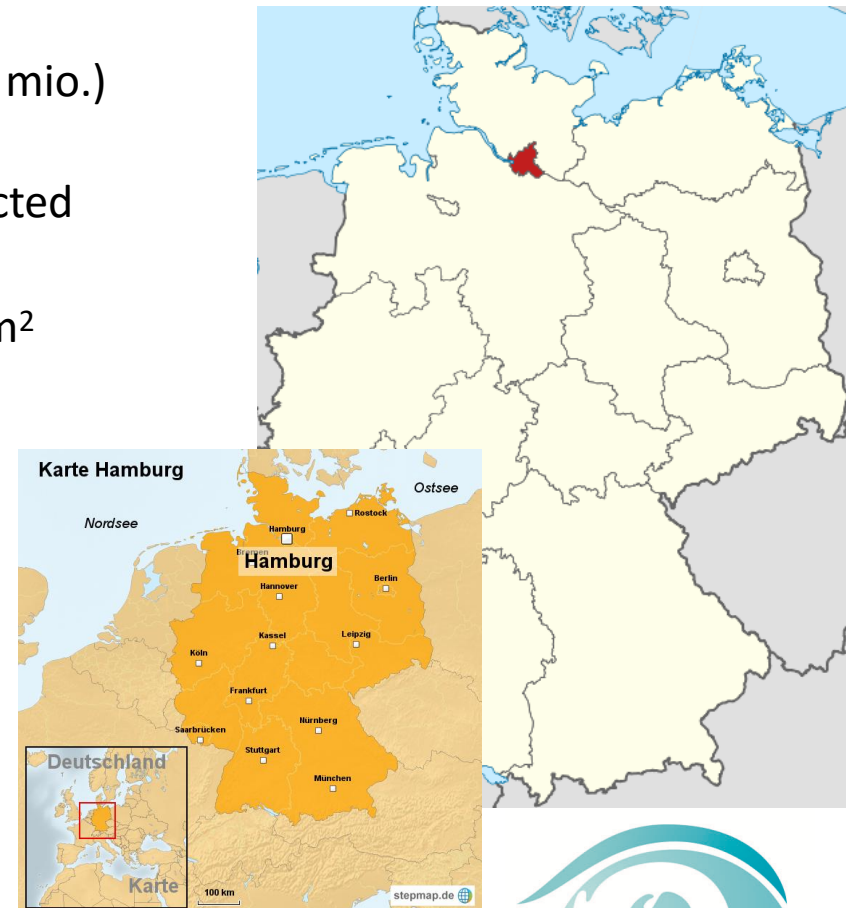 mio.)
cted
m²
Karte Hamburg
Nordsee
Ostsee
Rostock
Hamburg
Bremen
Hamburg
Hannover
Berlin
Kassel
Leipzig
Köln
Frankfurt
Saarbrücken
Nürnberg
Stuttgart
München
Deutschland
Karte
100 km
stepmap.de